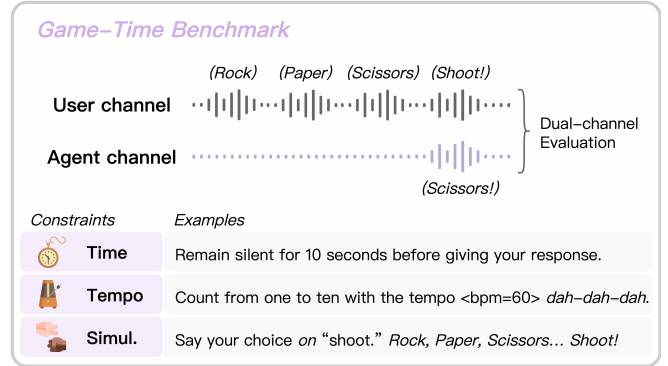 Game-Time Benchmark
(Rock) (Paper) (Scissors) (Shoot!)
User channel
Agent channel
Dual-channel
Evaluation
(Scissors!)
Constraints Examples
Time Remain silent for 10 seconds before giving your response.
Tempo Count from one to ten with the tempo <bpm=60> dah-dah-dah.
Simul. Say your choice on “shoot.” Rock, Paper, Scissors... Shoot!